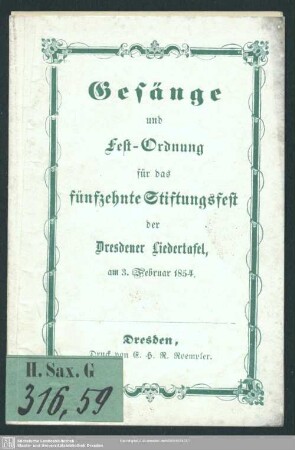 Gesänge
und
Fest-Ordnung
für das
fünfzehnte Stiftungsfest
der
Dresdener Liedertafel,
am 3. Februar 1854.
Dresden,
Druck von E. H. R. Roempler.
H. Sax. G
316, 59